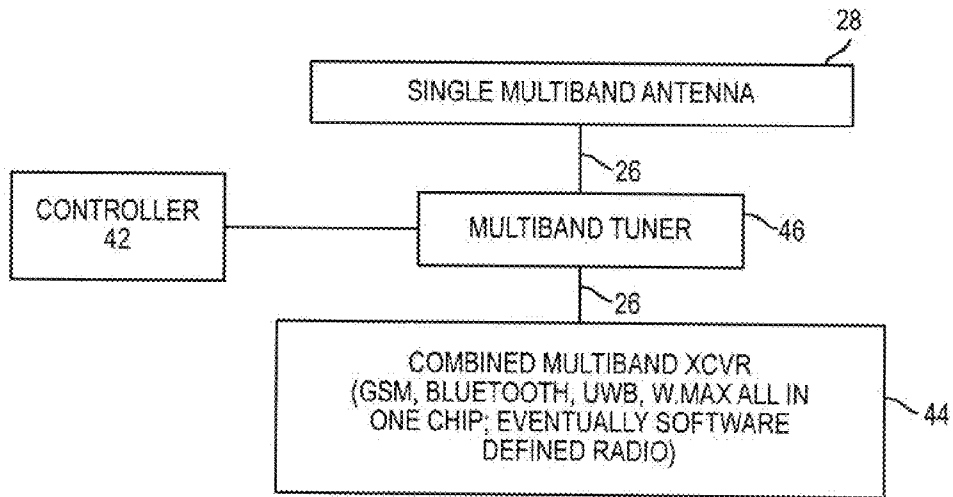 28
SINGLE MULTIBAND ANTENNA
26
CONTROLLER
42
MULTIBAND TUNER
46
26
COMBINED MULTIBAND XCVR
(GSM, BLUETOOTH, UWB, W.MAX ALL IN
ONE CHIP; EVENTUALLY SOFTWARE
DEFINED RADIO)
44